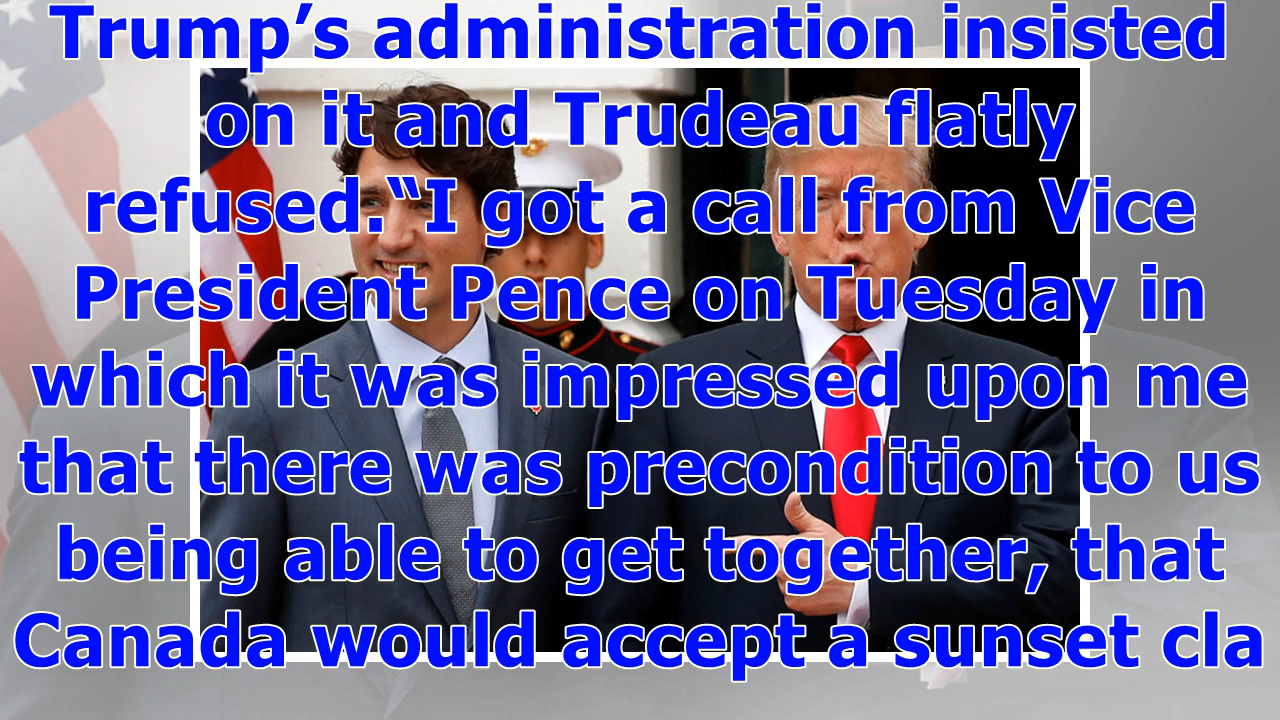 Trump’s administration insisted
on it and Trudeau flatly
refused.“I got a call from Vice
President Pence on Tuesday in
which it was impressed upon me
that there was precondition to us
being able to get together, that
Canada would accept a sunset cla